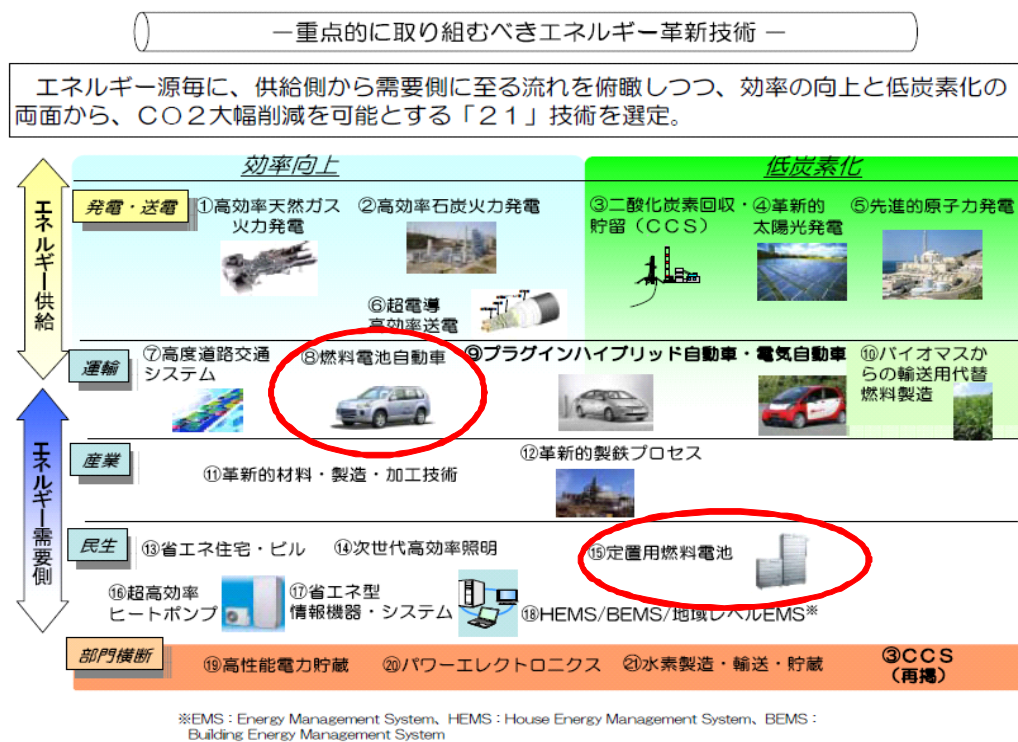 －重点的に取り組むべきエネルギー革新技術 －
エネルギー源毎に、供給側から需要側に至る流れを俯瞰しつつ、効率の向上と低炭素化の
両面から、ＣＯ２大幅削減を可能とする「２１」技術を選定。
効率向上
低炭素化
エネルギー供給
発電・送電
①高効率天然ガス
火力発電
②高効率石炭火力発電
③二酸化炭素回収・
貯留（ＣＣＳ）
④革新的
太陽光発電
⑤先進的原子力発電
⑥超電導
高効率送電
運輸
⑦高度道路交通
システム
⑧燃料電池自動車
⑨プラグインハイブリッド自動車・電気自動車
⑩バイオマスか
らの輸送用代替
燃料製造
エネルギー需要側
産業
⑪革新的材料・製造・加工技術
⑫革新的製鉄プロセス
民生
⑬省エネ住宅・ビル
⑭次世代高効率照明
⑮定置用燃料電池
⑯超高効率
ヒートポンプ
⑰省エネ型
情報機器・システム
⑱HEMS/BEMS/地域レベルEMS※
部門横断
⑲高性能電力貯蔵
⑳パワーエレクトロニクス
㉑水素製造・輸送・貯蔵
③ＣＣＳ
（再掲）
※EMS：Energy Management System、HEMS：House Energy Management System、BEMS：
Building Energy Management System